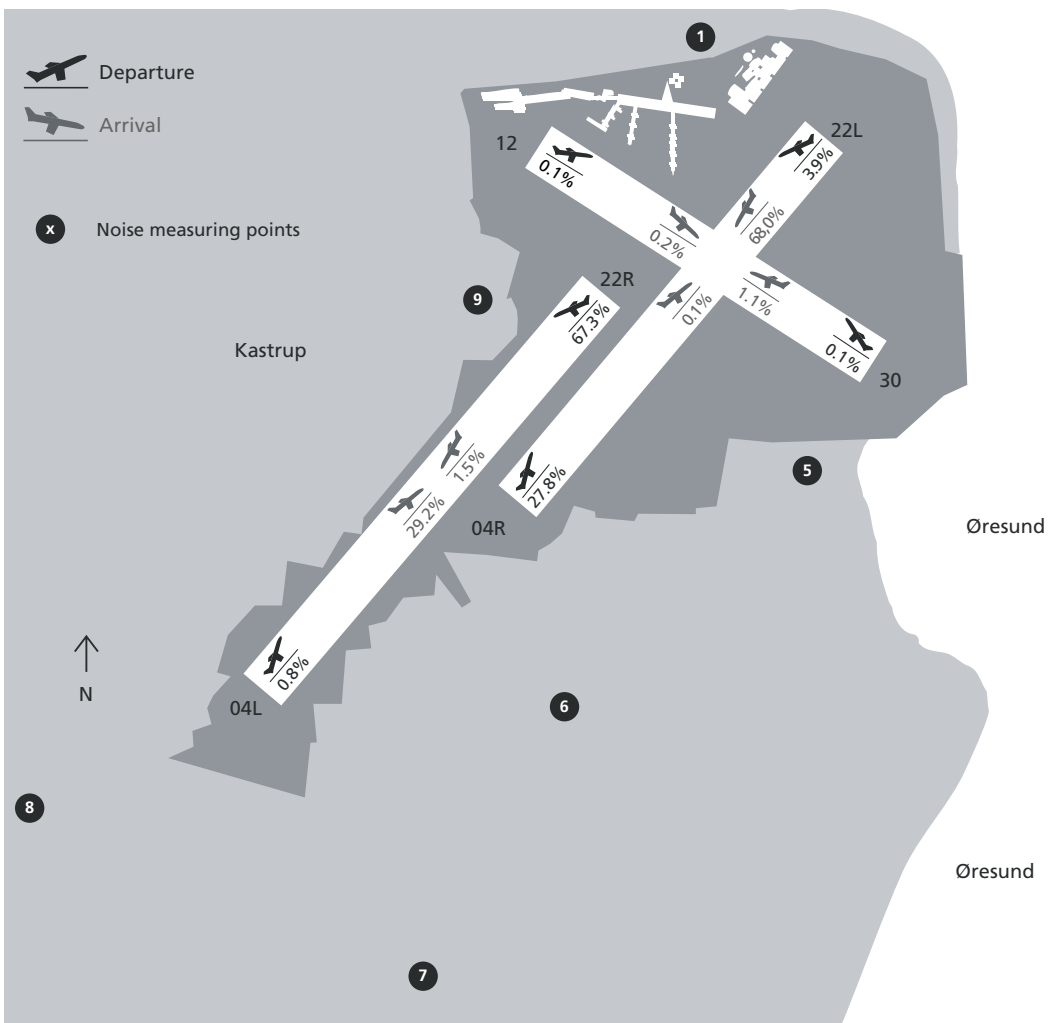 1
Departure
Arrival
12
22L
0.1%
3.9%
x Noise measuring points
0.2%
68,0%
22R
9
1.1%
0.1%
67.3%
Kastrup
0.1%
30
1.5%
5
29.2%
27.8%
04R
Øresund
0.8%
N
04L
6
8
Øresund
7